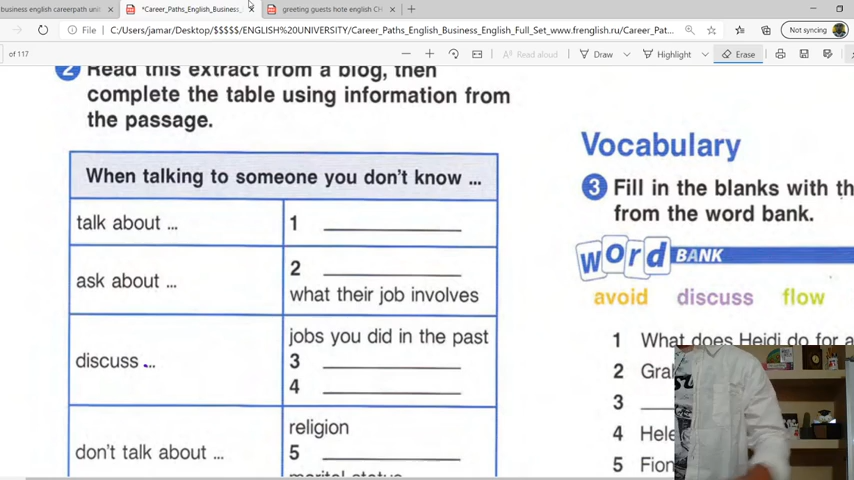 business english careerpath uni
*Career_Paths_English_Business_
greeting guests hote english CH
File
C:/Users/jamar/Desktop/$$$$$/ENGLISH%20UNIVERSITY/Career_Paths_English_Business_English_Full_Set_www.frenglish.ru/Career_Pat...
Not syncing
of 117
Read aloud
Draw
Highlight
Erase
2 Read this extract from a blog, then
complete the table using information from
the passage.
When talking to someone you don't know ...
talk about ...
1
ask about ...
2
what their job involves
discuss ...
jobs you did in the past
3
4
don't talk about ...
religion
5
marital status
Vocabulary
3 Fill in the blanks with th
from the word bank.
word BANK
avoid discuss flow
1 What does Heidi do for a
2 Gra
3
4 Hele
5 Fion